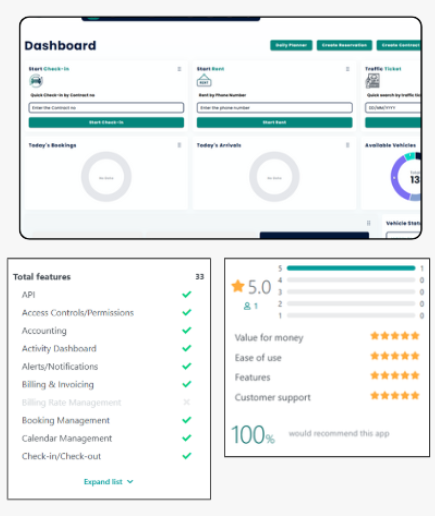 Dashboard
Daily Planner
Create Reservation
Create Contract
Start Check-In
Start Rent
Traffic Ticket
RENT
Quick Check-In by Contract no
Rent by Phone Number
Quick search by traffic tic
Enter the Contract no
Enter the phone number
DD/MM/YYYY
Start Check-In
Start Rent
Today's Bookings
Today's Arrivals
Available Vehicles
No Data
No Data
Total
13
Vehicle Stat
Total features 33
API
Access Controls/Permissions
Accounting
Activity Dashboard
Alerts/Notifications
Billing & Invoicing
Billing Rate Management
Booking Management
Calendar Management
Check-in/Check-out
Expand list
5.0
1
5 1
4 0
3 0
2 0
1 0
Value for money
Ease of use
Features
Customer support
100% would recommend this app